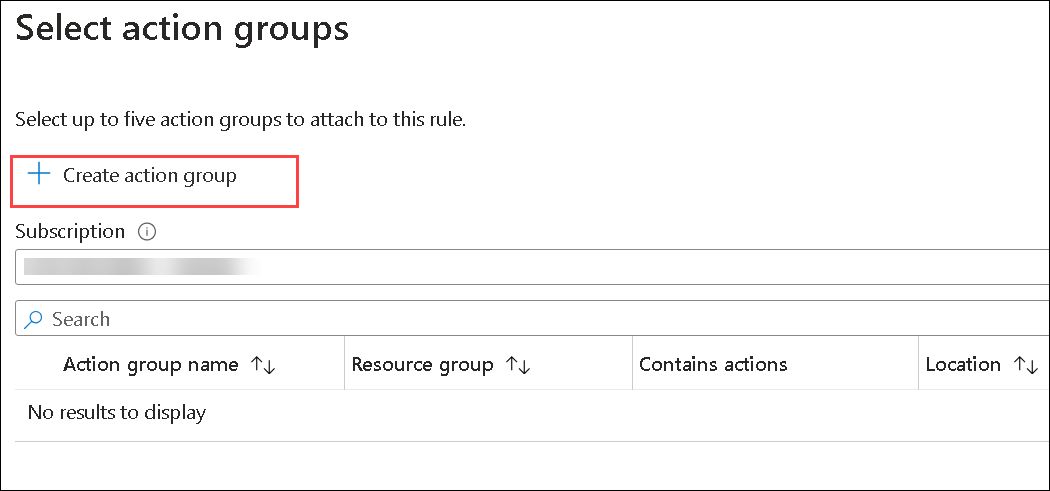 Select action groups
Select up to five action groups to attach to this rule.
Create action group
Subscription
Search
Action group name ↑↓ Resource group ↑↓ Contains actions Location ↑↓
No results to display